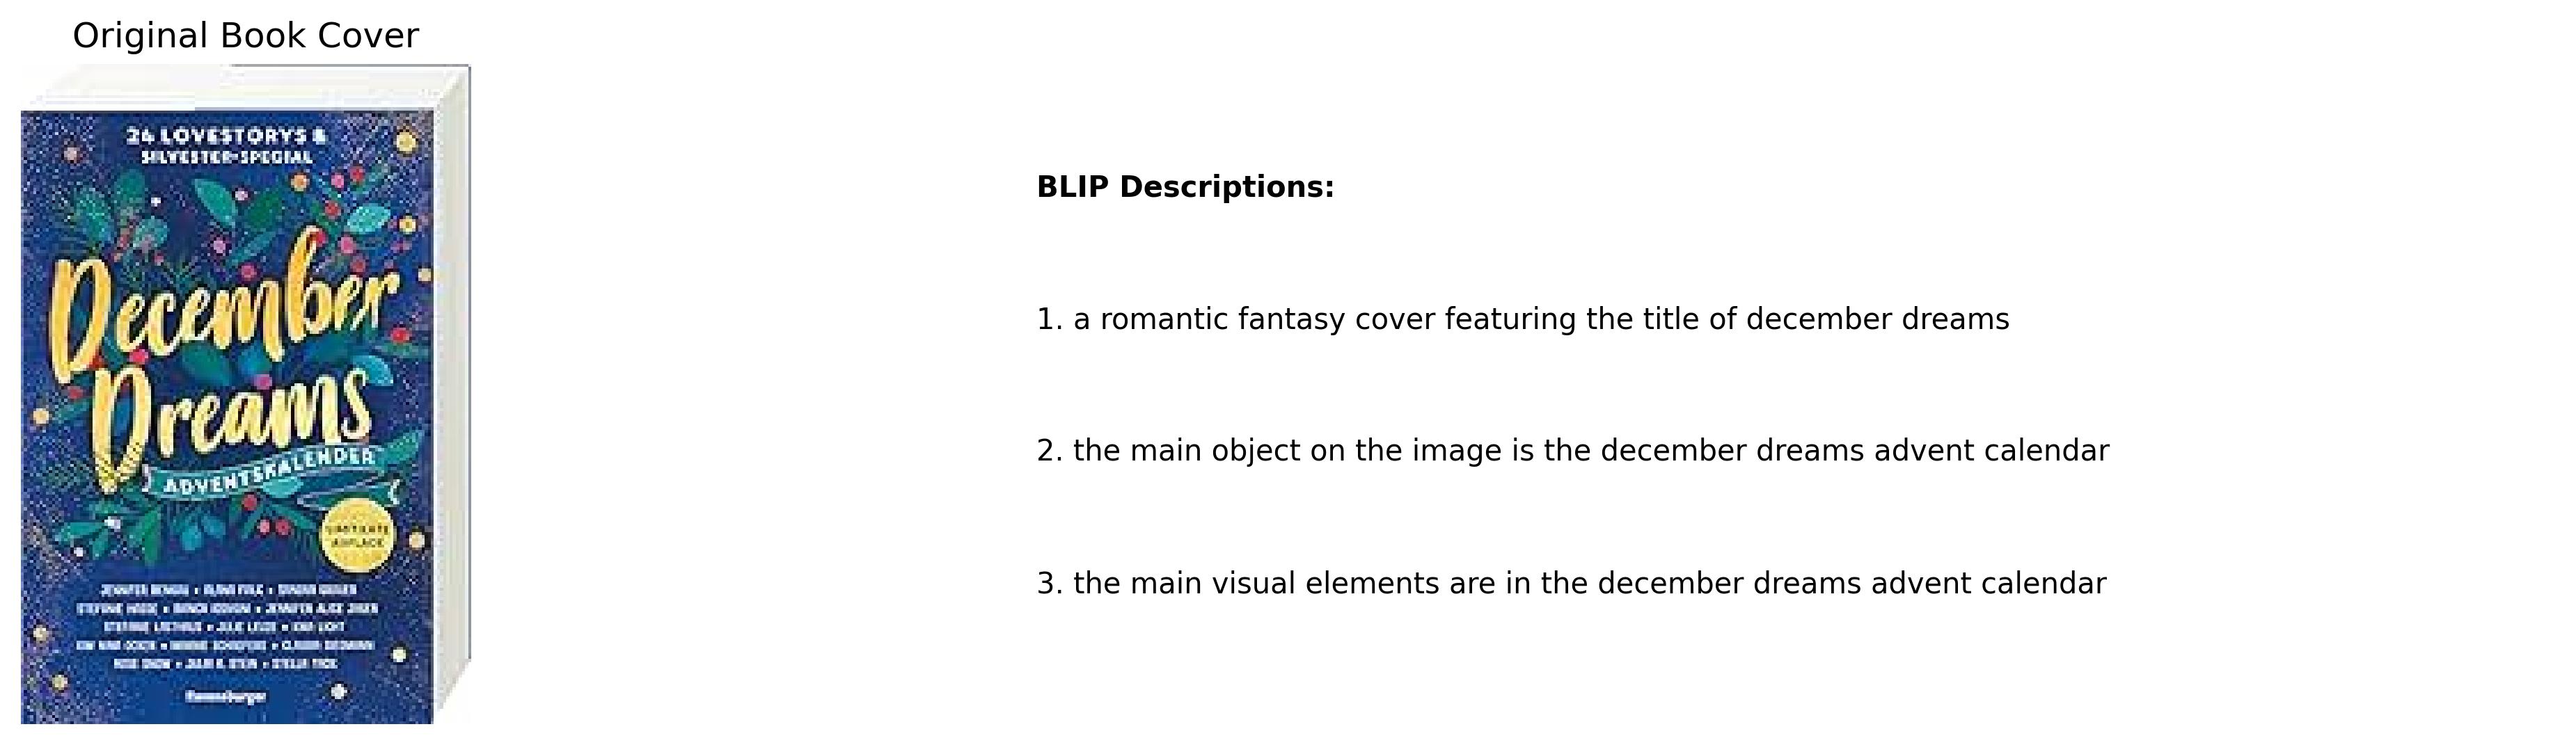 Original Book Cover
24 LOVESTORYS &
SILVESTER-SPECIAL
December
Dreams
ADVENTSKALENDER
LIMITIERTE
AUFLAGE
STELLA TACK
Ravensburger
BLIP Descriptions:
1. a romantic fantasy cover featuring the title of december dreams
2. the main object on the image is the december dreams advent calendar
3. the main visual elements are in the december dreams advent calendar